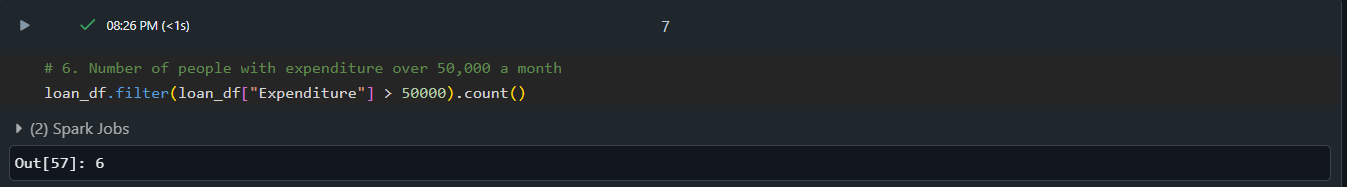 08:26 PM (<1s)
7
# 6. Number of people with expenditure over 50,000 a month
loan_df.filter(loan_df["Expenditure"] > 50000).count()
(2) Spark Jobs
Out[57]: 6